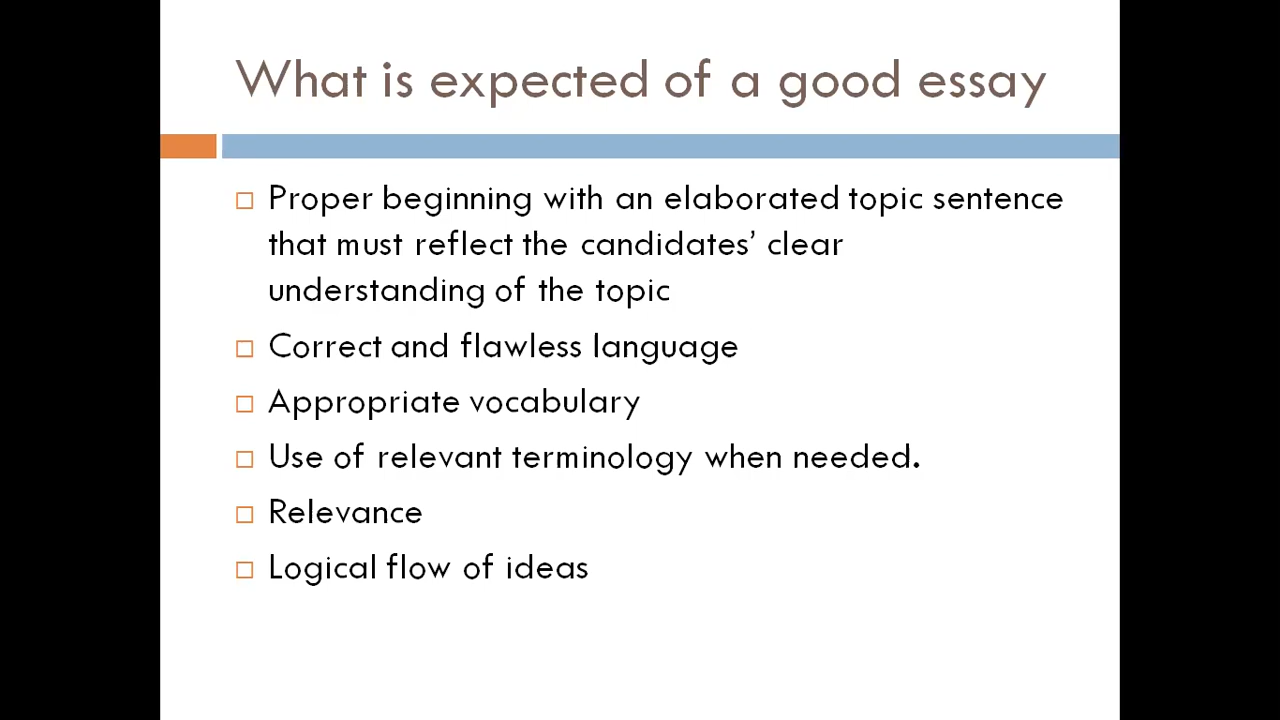 What is expected of a good essay
Proper beginning with an elaborated topic sentence
that must reflect the candidates’ clear
understanding of the topic
Correct and flawless language
Appropriate vocabulary
Use of relevant terminology when needed.
Relevance
Logical flow of ideas